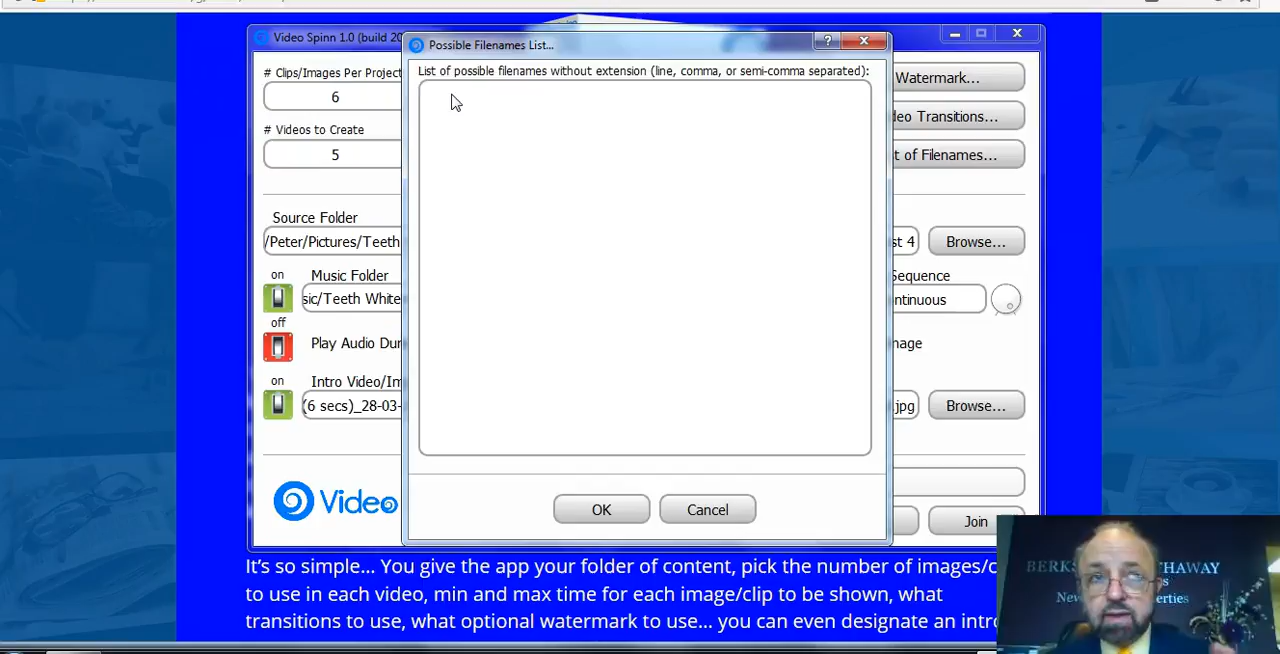 Video Spinn 1.0 (build 20
Possible Filenames List...
?
List of possible filenames without extension (line, comma, or semi-comma separated):
# Clips/Images Per Project
6
# Videos to Create
5
Watermark...
deo Transitions...
t of Filenames...
Source Folder
/Peter/Pictures/Teeth
st 4
Browse...
on
Music Folder
sic/Teeth White
Sequence
ntinuous
off
Play Audio Dur
nage
on
Intro Video/Im
(6 secs)_28-03-
.jpg
Browse...
Video
OK
Cancel
Join
It's so simple... You give the app your folder of content, pick the number of images/c
to use in each video, min and max time for each image/clip to be shown, what
transitions to use, what optional watermark to use... you can even designate an intro
BERKS HAWAY
New erties